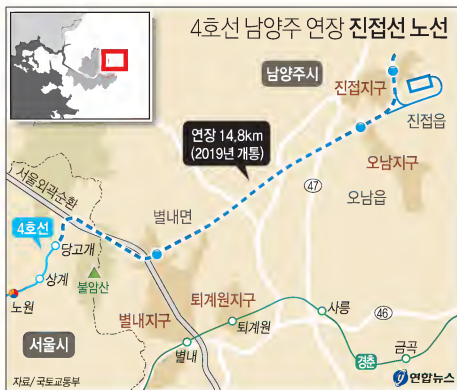 4호선 남양주 연장 진접선 노선
남양주시
진접지구
진접읍
연장 14.8km
(2019년 개통)
오남지구
47
오남읍
서울외곽순환
별내면
4호선
당고개
상계
불암산
노원
퇴계원지구
사릉
46
별내지구
퇴계원
서울시
별내
경춘
금곡
자료/ 국토교통부
y 연합뉴스